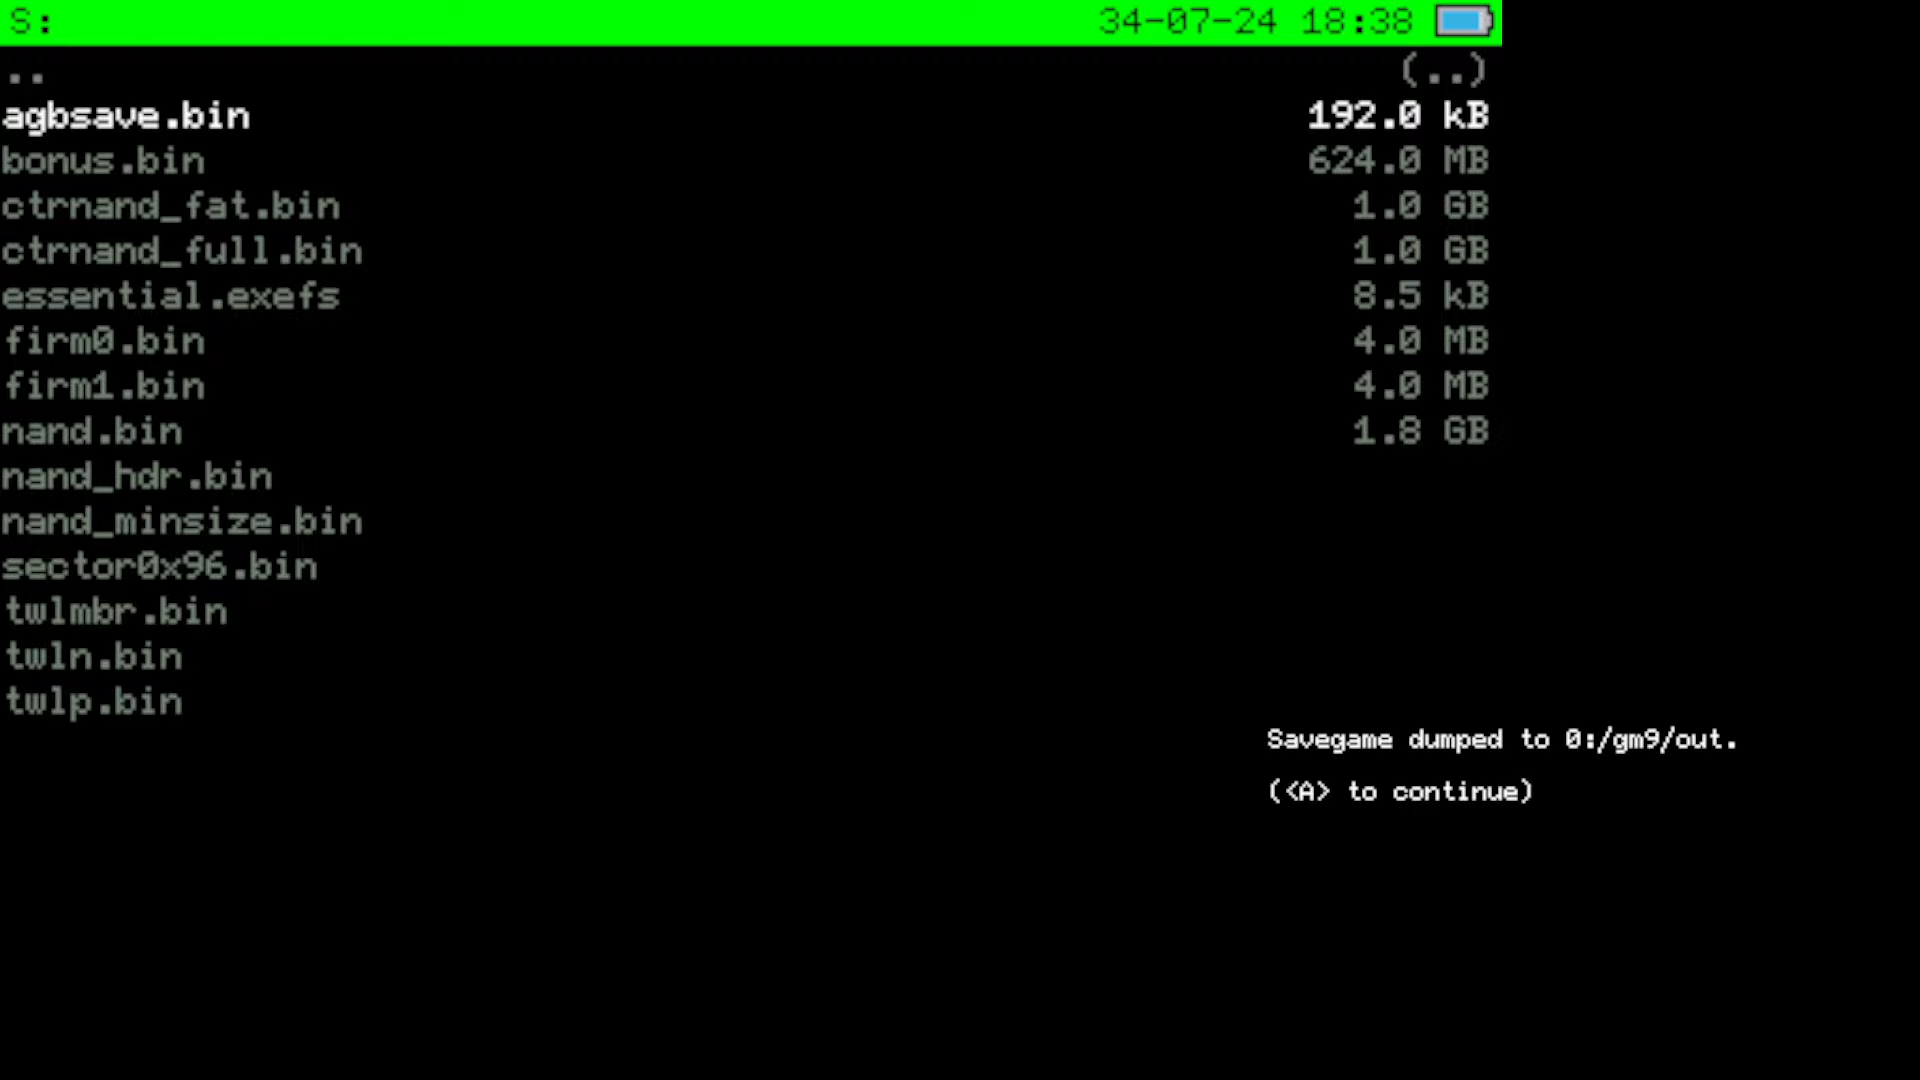 S: 34-07-24 18:38
.. (..)
agbsave.bin 192.0 kB
bonus.bin 624.0 MB
ctrnand_fat.bin 1.0 GB
ctrnand_full.bin 1.0 GB
essential.exefs 8.5 kB
firm0.bin 4.0 MB
firm1.bin 4.0 MB
nand.bin 1.8 GB
nand_hdr.bin
nand_minsize.bin
sector0x96.bin
twlmbr.bin
twln.bin
twlp.bin
Savegame dumped to 0:/gm9/out.
(<A> to continue)